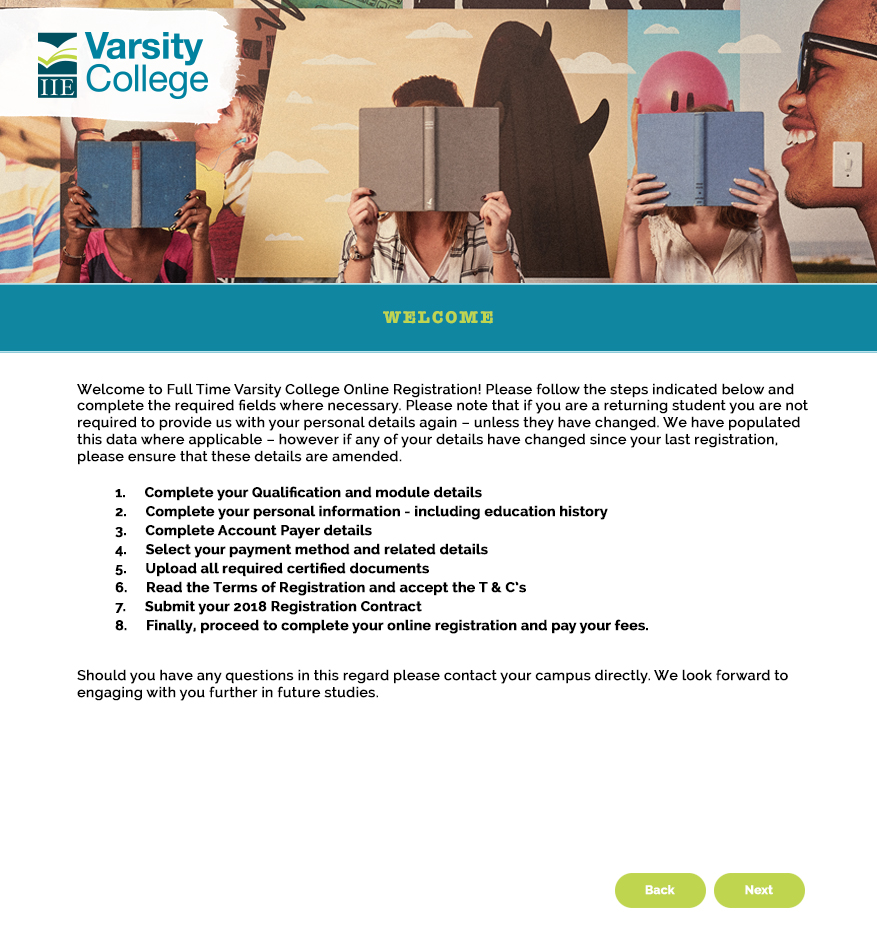 Varsity
College
IIE
WELCOME
Welcome to Full Time Varsity College Online Registration! Please follow the steps indicated below and
complete the required fields where necessary. Please note that if you are a returning student you are not
required to provide us with your personal details again – unless they have changed. We have populated
this data where applicable – however if any of your details have changed since your last registration,
please ensure that these details are amended.
1. Complete your Qualification and module details
2. Complete your personal information - including education history
3. Complete Account Payer details
4. Select your payment method and related details
5. Upload all required certified documents
6. Read the Terms of Registration and accept the T & C's
7. Submit your 2018 Registration Contract
8. Finally, proceed to complete your online registration and pay your fees.
Should you have any questions in this regard please contact your campus directly. We look forward to
engaging with you further in future studies.
Back Next